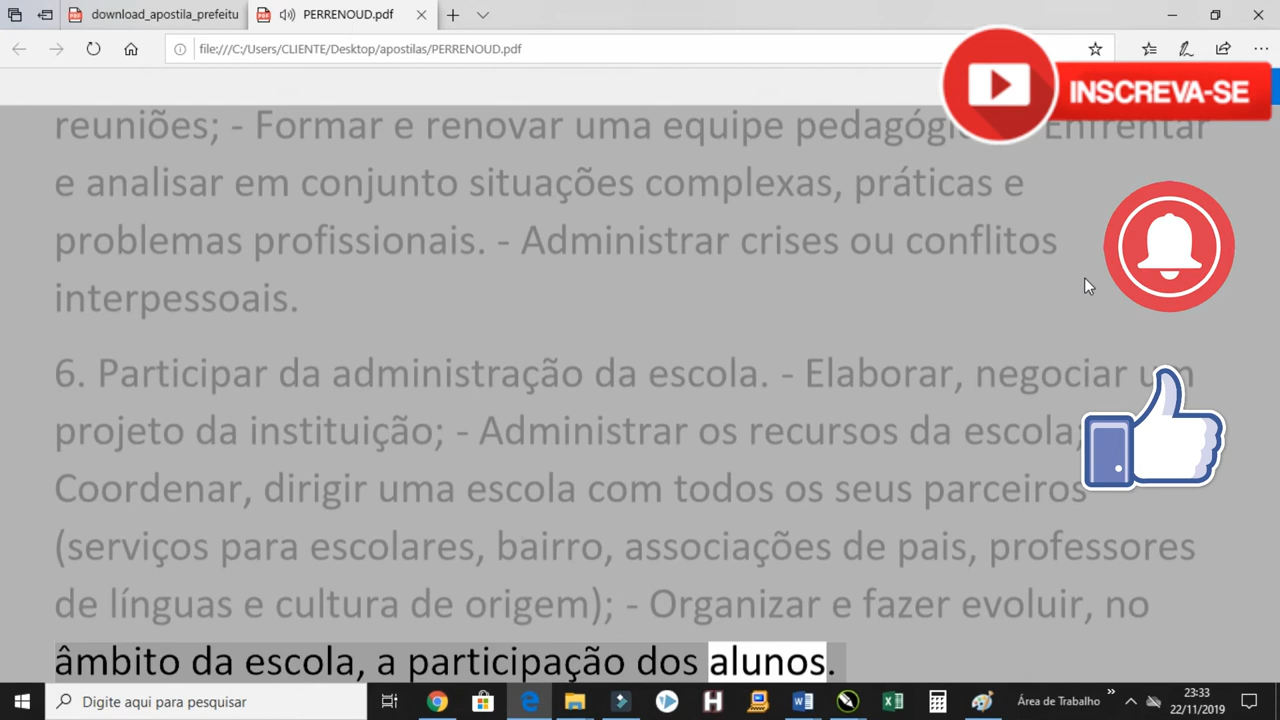 download_apostila_prefeitu
PERRENOUD.pdf
file:///C:/Users/CLIENTE/Desktop/apostilas/PERRENOUD.pdf
INSCREVA-SE
reuniões; - Formar e renovar uma equipe Enfrentar
e analisar em conjunto situações complexas, práticas e
problemas profissionais. - Administrar crises ou conflitos
interpessoais.
6. Participar da administração da escola. - Elaborar, negociar um
projeto da instituição; - Administrar os recursos da escola;
Coordenar, dirigir uma escola com todos os seus parceiros
(serviços para escolares, bairro, associações de pais, professores
de línguas e cultura de origem); - Organizar e fazer evoluir, no
âmbito da escola, a participação dos alunos.
Digite aqui para pesquisar
Área de Trabalho
23:33
22/11/2019